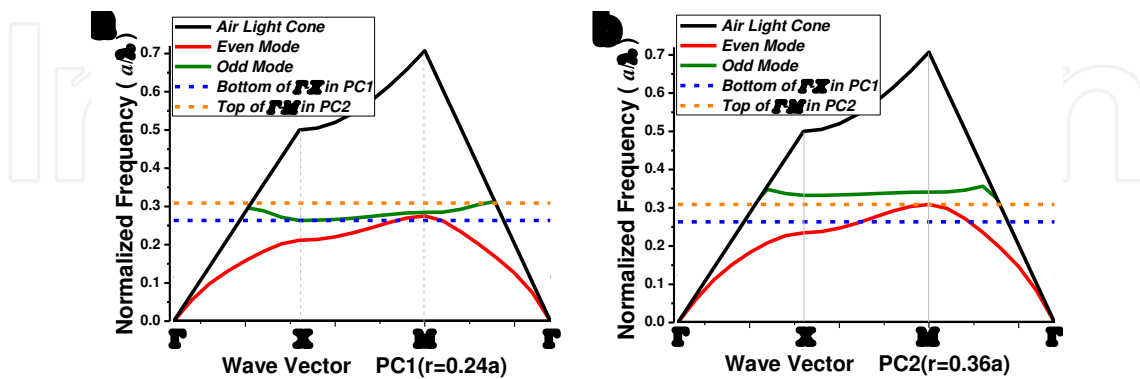 a
Air Light Cone
Even Mode
Odd Mode
Bottom of ΓX in PC1
Top of ΓM in PC2
Normalized Frequency ( a/λ )
0.7
0.6
0.5
0.4
0.3
0.2
0.1
0.0
Γ X M Γ
Wave Vector PC1(r=0.24a)
b
Air Light Cone
Even Mode
Odd Mode
Bottom of ΓX in PC1
Top of ΓM in PC2
Normalized Frequency ( a/λ )
0.7
0.6
0.5
0.4
0.3
0.2
0.1
0.0
Γ X M Γ
Wave Vector PC2(r=0.36a)